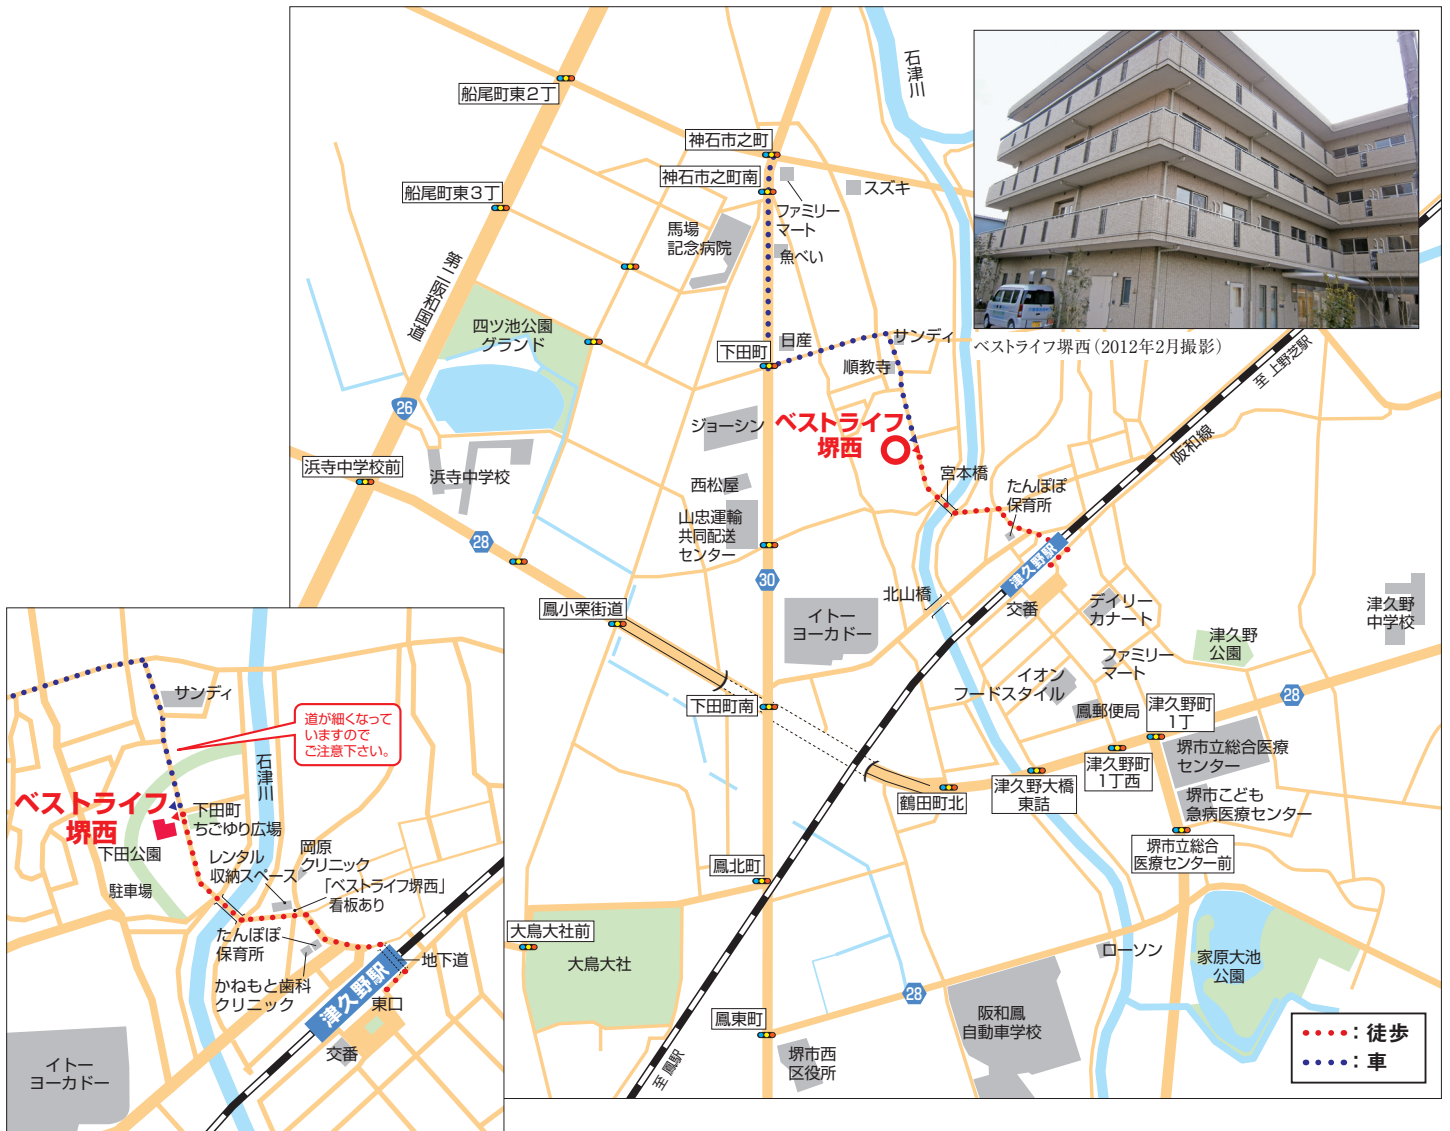 石津川
船尾町東2丁
神石市之町
神石市之町南
スズキ
船尾町東3丁
ファミリー
マート
馬場
記念病院
魚べい
第二阪和国道
四ツ池公園
グランド
日産
サンディ
下田町
順教寺
ベストライフ堺西(2012年2月撮影)
至 上野芝駅
26
ジョーシン
ベストライフ
堺西
阪和線
浜寺中学校前
浜寺中学校
宮本橋
西松屋
たんぽぽ
保育所
山忠運輸
共同配送
センター
28
津久野駅
30
北山橋
鳳小栗街道
イトー
ヨーカドー
交番
デイリー
カナート
津久野
中学校
津久野
公園
ファミリー
マート
イオン
フードスタイル
28
下田町南
鳳郵便局
津久野町
1丁
堺市立総合医療
センター
津久野町
1丁西
津久野大橋
東詰
鶴田町北
堺市こども
急病医療センター
堺市立総合
医療センター前
鳳北町
大鳥大社前
大鳥大社
ローソン
家原大池
公園
28
鳳東町
阪和鳳
自動車学校
堺市西
区役所
至 鳳駅
:徒歩
:車
サンディ
道が細くなって
いますので
ご注意下さい。
石津川
ベストライフ
堺西
下田町
ちごゆり広場
下田公園
岡原
クリニック
レンタル
収納スペース
駐車場
「ベストライフ堺西」
看板あり
たんぽぽ
保育所
地下道
かねもと歯科
クリニック
津久野駅
東口
交番
イトー
ヨーカドー